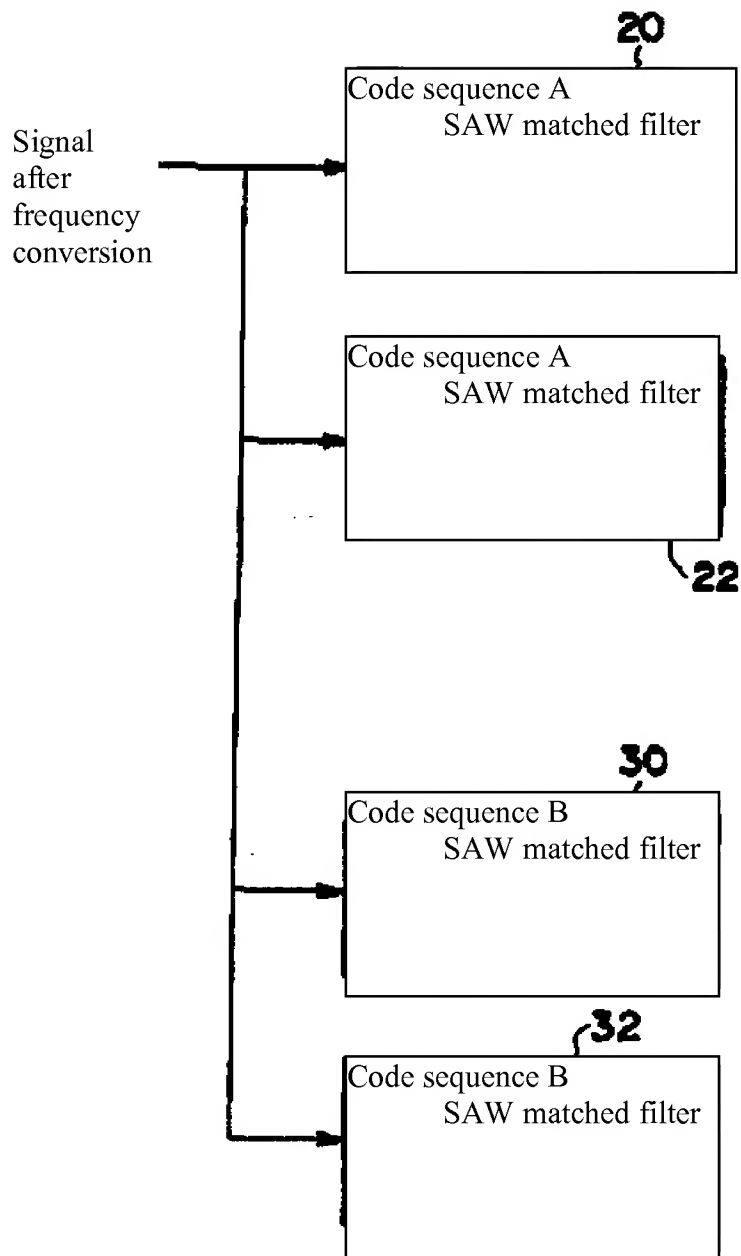 20
Code sequence A
SAW matched filter
Signal
after
frequency
conversion
Code sequence A
SAW matched filter
22
30
Code sequence B
SAW matched filter
32
Code sequence B
SAW matched filter